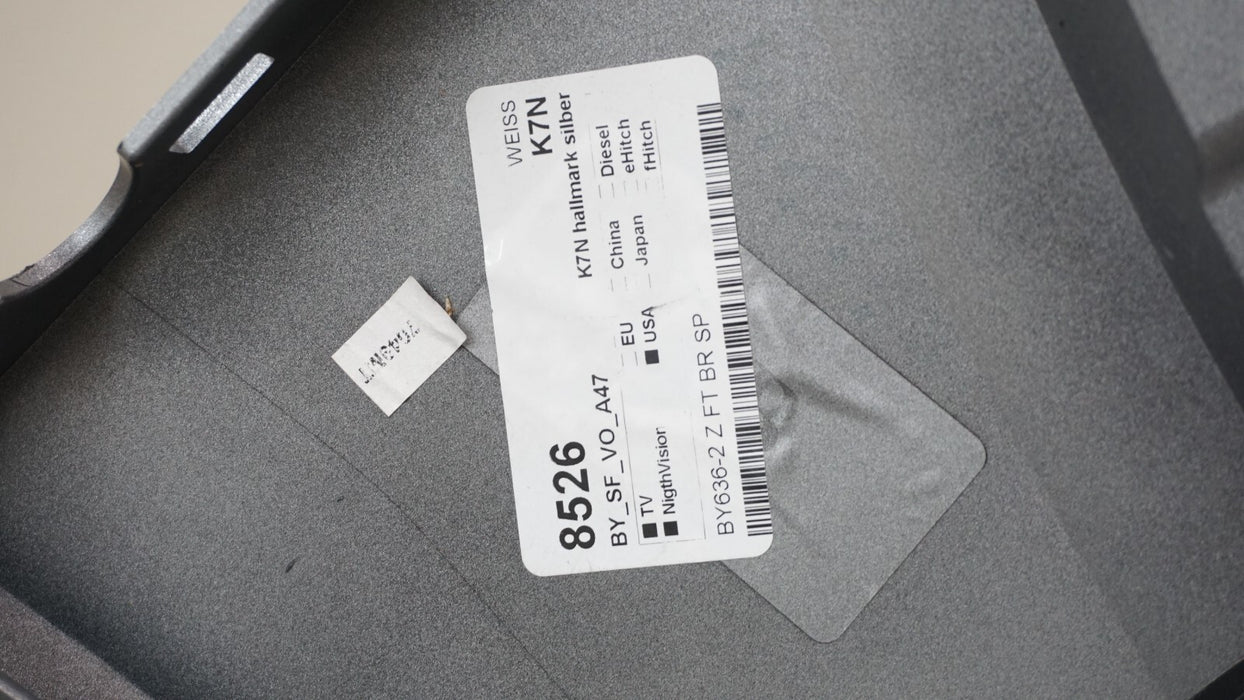 WEISS
K7N
8526
K7N hallmark silber
BY_SF_VO_A47
EU China Diesel
■ TV ■ USA Japan eHitch
■ NigthVision fHitch
BY636-2 Z FT BR SP